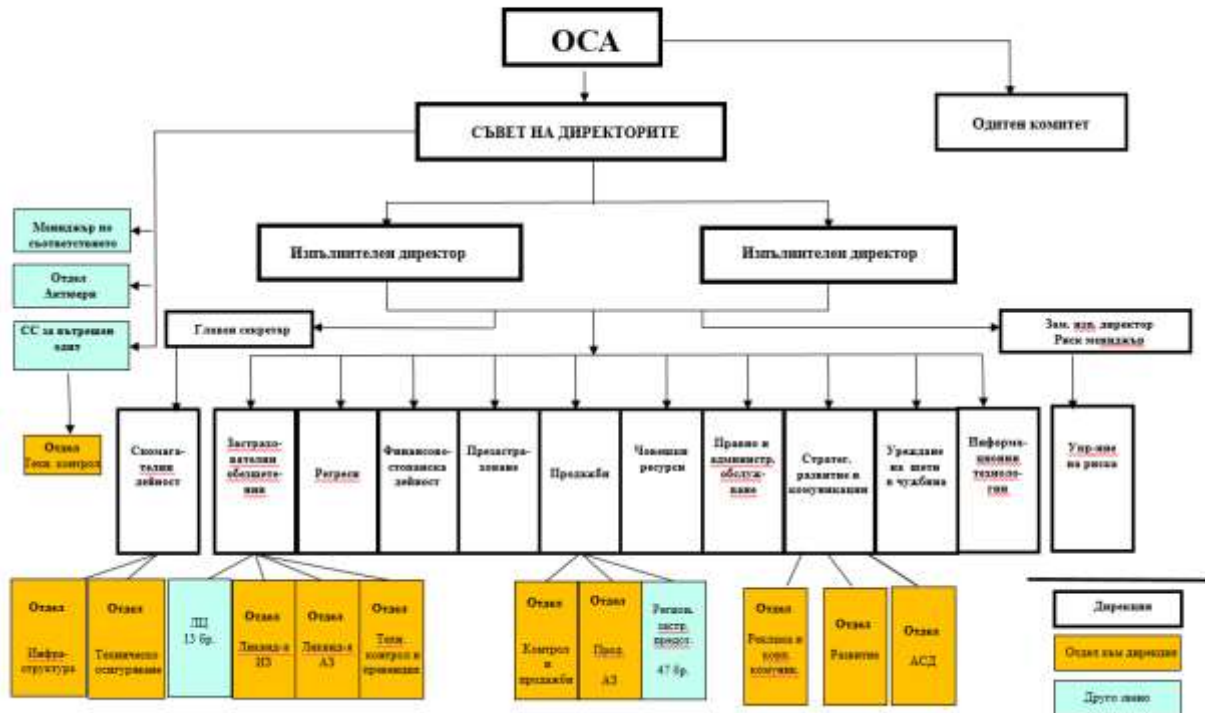 ОСА
СЪВЕТ НА ДИРЕКТОРИТЕ
Одитен комитет
Мениджър по
съответствието
Отдел
Актюери
СС за вътрешен
одит
Изпълнителен директор
Изпълнителен директор
Главен секретар
Зам. изп. директор
Риск мениджър
Отдел
Техн. контрол
Спомага-
телни
дейност
Застрахо-
вателни
обезщете-
ния
Регреси
Финансово-
стопанска
дейност
Презастра-
ховане
Продажби
Човешки
ресурси
Правно и
администр.
обслуж-
ване
Стратег.
развитие и
комуникации
Уреждане
на щети
в чужбина
Информа-
ционни
техноло-
гии
Упр-ние
на риска
Отдел
Инфра-
структура
Отдел
Техническо
осигуряване
ЛЦ
13 бр.
Отдел
Ликвид-я
ИЗ
Отдел
Ликвид-я
АЗ
Отдел
Техн.
контрол и
превенция
Отдел
Контрол
и
продажби
Отдел
Прод.
АЗ
Регион.
застр.
предст.
47 бр.
Отдел
Реклама и
корп.
комуник.
Отдел
Развитие
Отдел
АСД
Дирекция
Отдел към дирекция
Друго звено